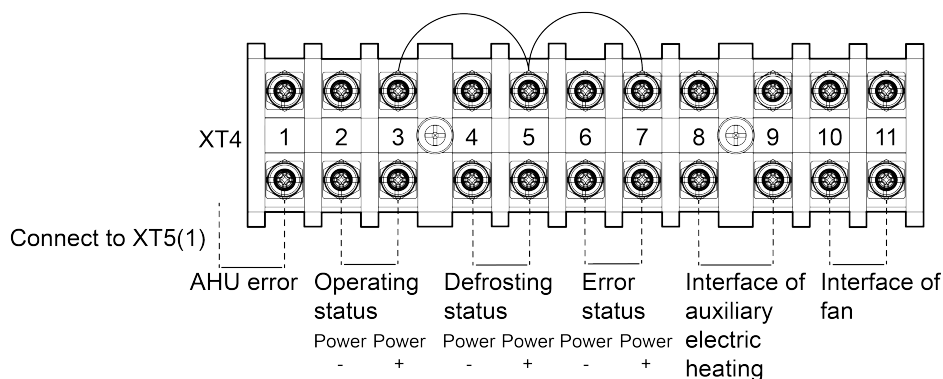 XT4 1 2 3 4 5 6 7 8 9 10 11
Connect to XT5(1)
AHU error
Operating
status
Power Power
- +
Defrosting
status
Power Power
- +
Error
status
Power Power
- +
Interface of
auxiliary
electric
heating
Interface of
fan